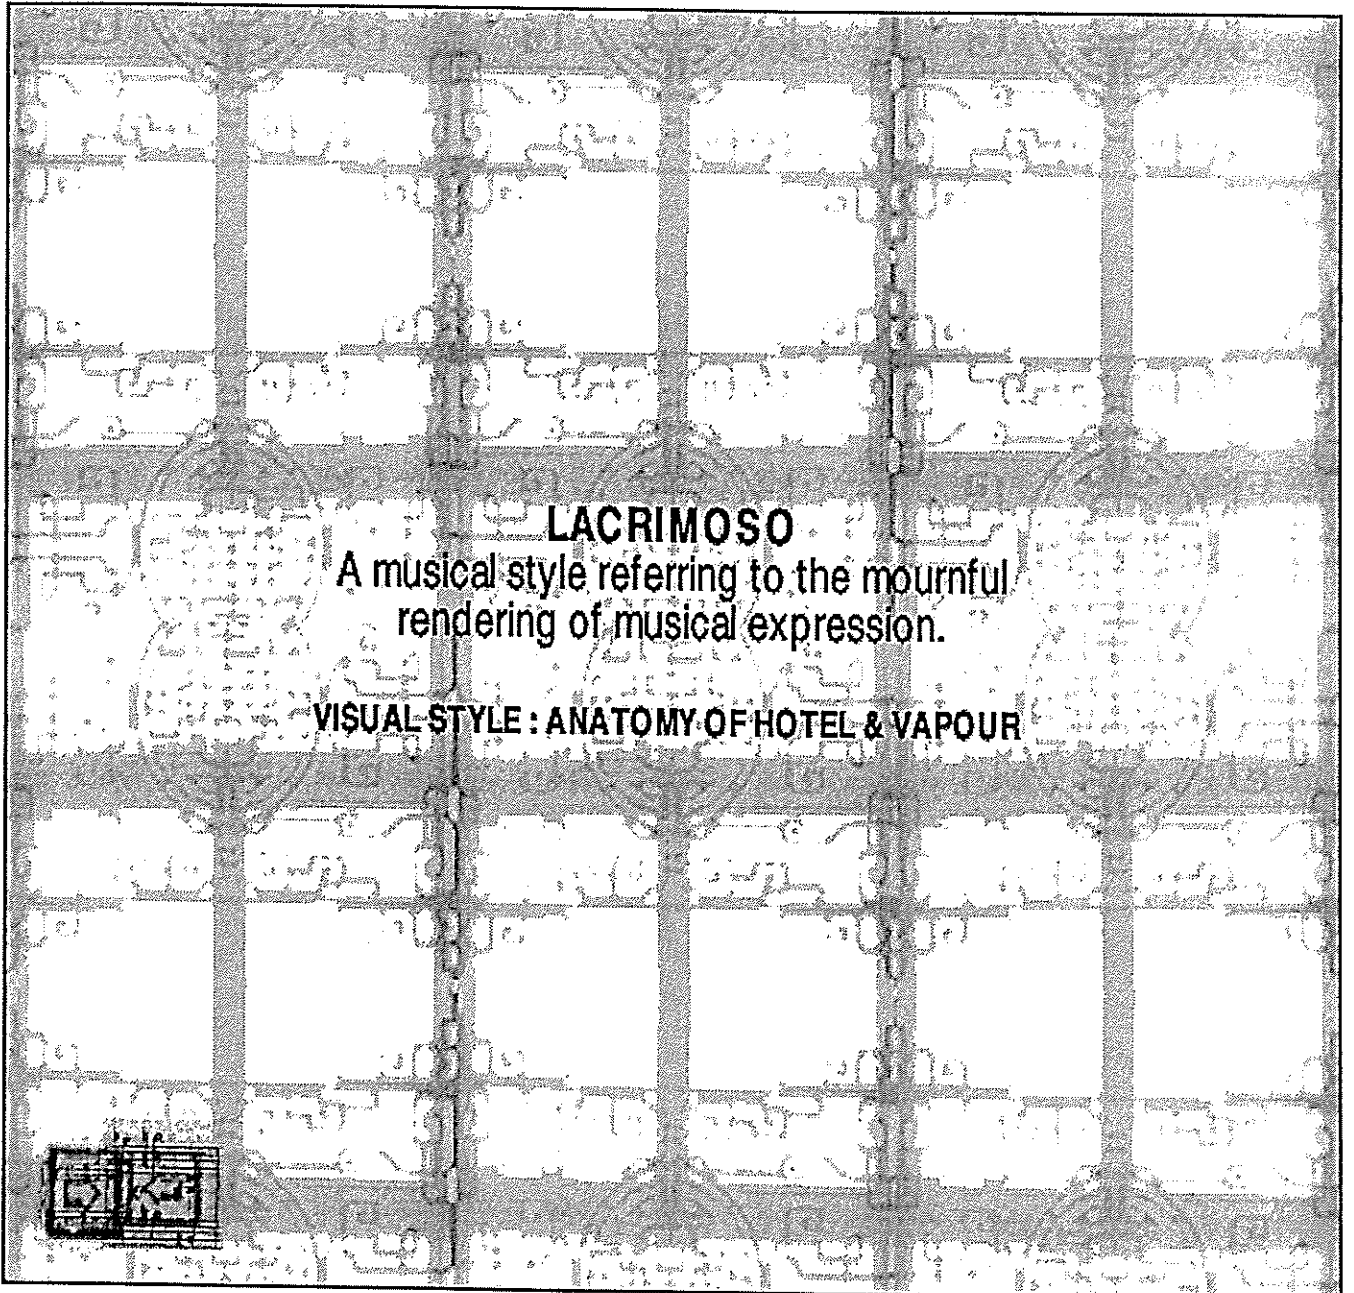 LACRIMOSO
A musical style referring to the mournful
rendering of musical expression.
VISUAL STYLE : ANATOMY OF HOTEL & VAPOUR